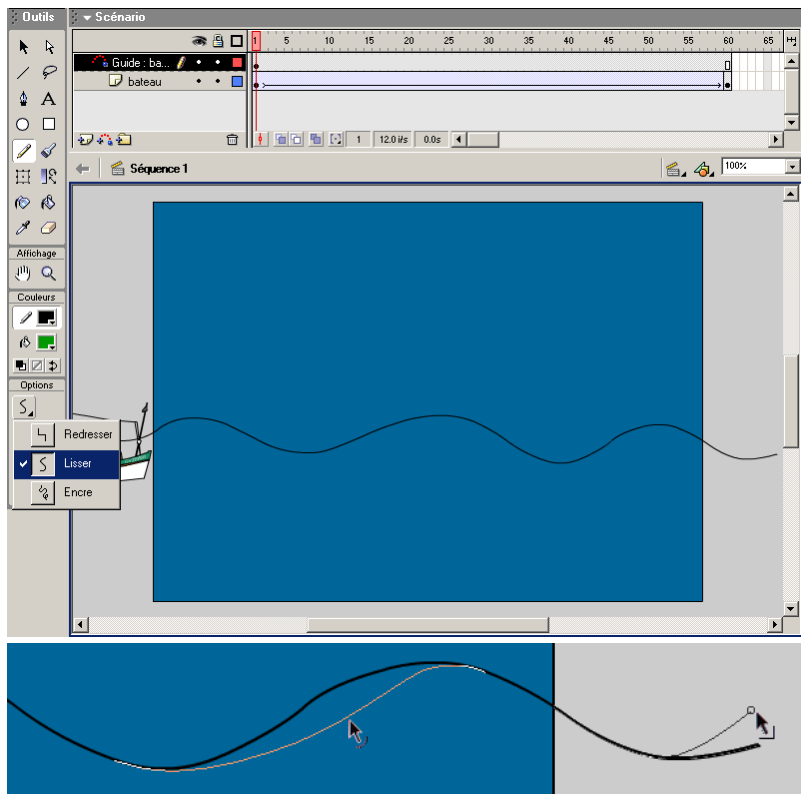 Outils
Scénario
1 5 10 15 20 25 30 35 40 45 50 55 60 65
Guide : ba...
bateau
1 12.0 i/s 0.0s
Séquence 1
100%
Affichage
Couleurs
Options
Redresser
Lisser
Encre
A